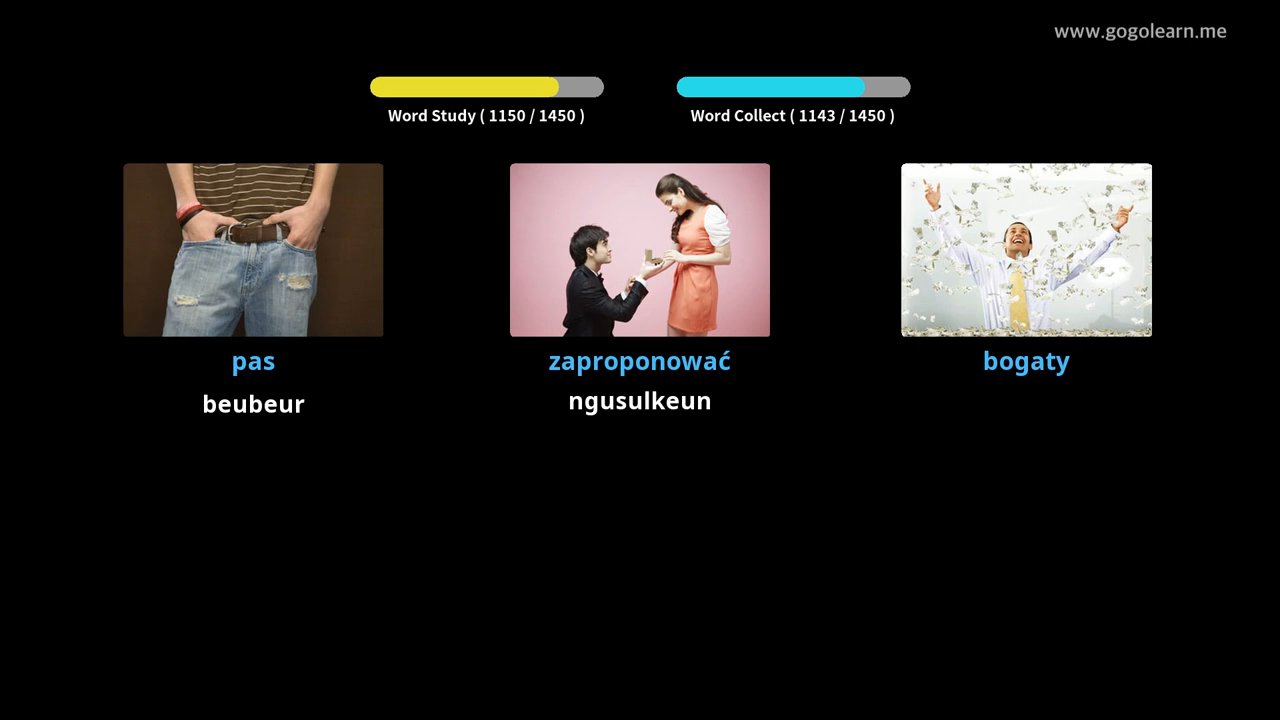 www.gogolearn.me
Word Study ( 1150 / 1450 )
Word Collect ( 1143 / 1450 )
pas
zaproponować
bogaty
beubeur
ngusulkeun